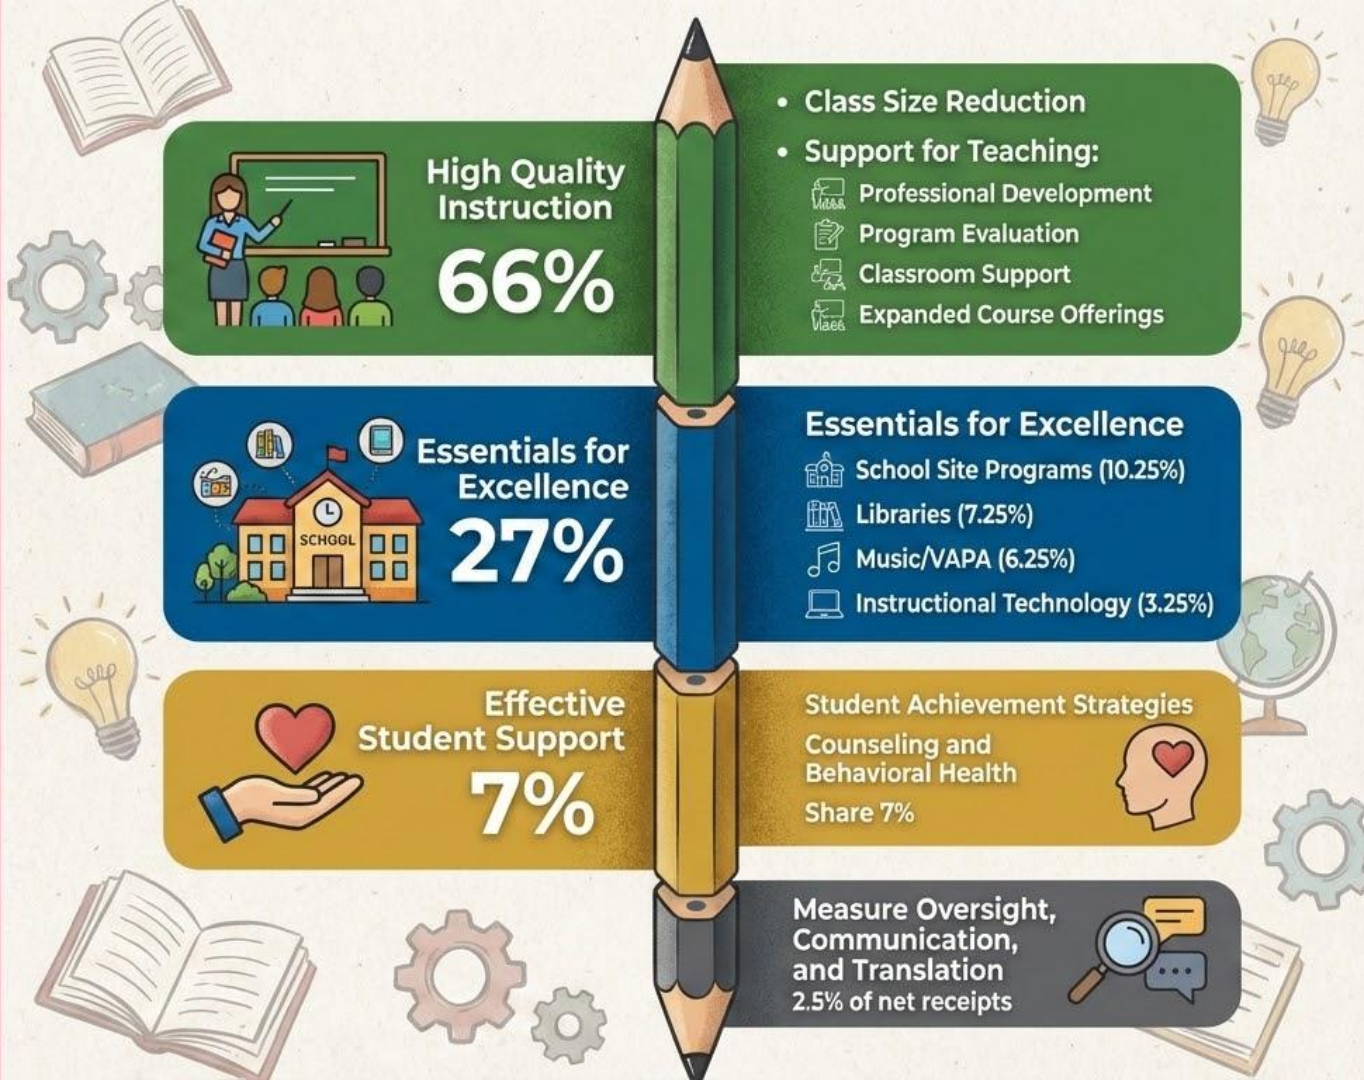 High Quality
Instruction
66%
• Class Size Reduction
• Support for Teaching:
Professional Development
Program Evaluation
Classroom Support
Expanded Course Offerings
Essentials for
Excellence
27%
SCHGGL
Essentials for Excellence
School Site Programs (10.25%)
Libraries (7.25%)
Music/VAPA (6.25%)
Instructional Technology (3.25%)
Effective
Student Support
7%
Student Achievement Strategies
Counseling and
Behavioral Health
Share 7%
Measure Oversight,
Communication,
and Translation
2.5% of net receipts